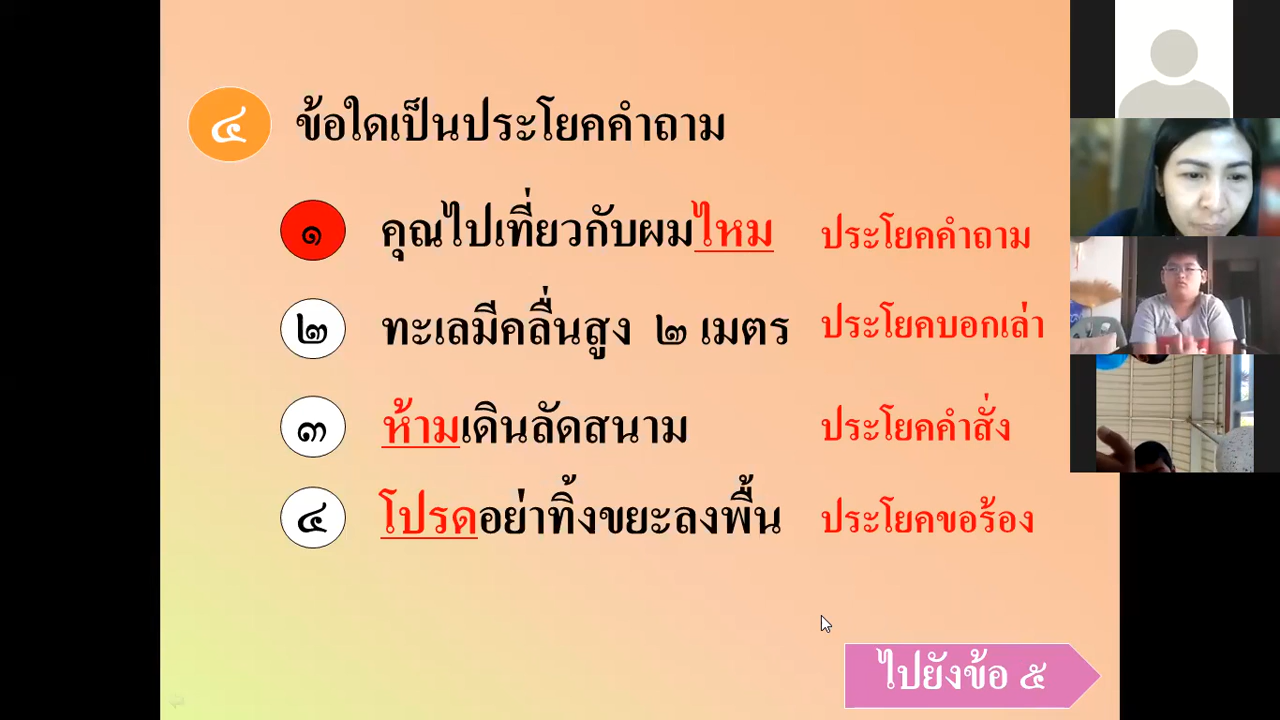 ๔ ข้อใดเป็นประโยคคำถาม
๑ คุณไปเที่ยวกับผมไหม ประโยคคำถาม
๒ ทะเลมีคลื่นสูง ๒ เมตร ประโยคบอกเล่า
๓ ห้ามเดินลัดสนาม ประโยคคำสั่ง
๔ โปรดอย่าทิ้งขยะลงพื้น ประโยคขอร้อง
ไปยังข้อ ๕